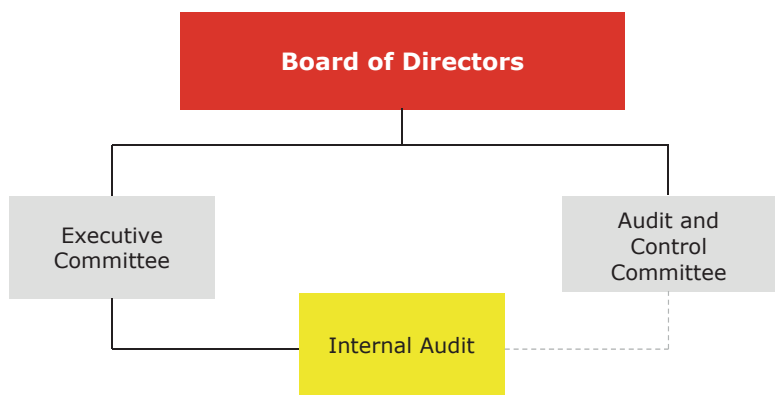 Board of Directors
Executive
Committee
Audit and
Control
Committee
Internal Audit